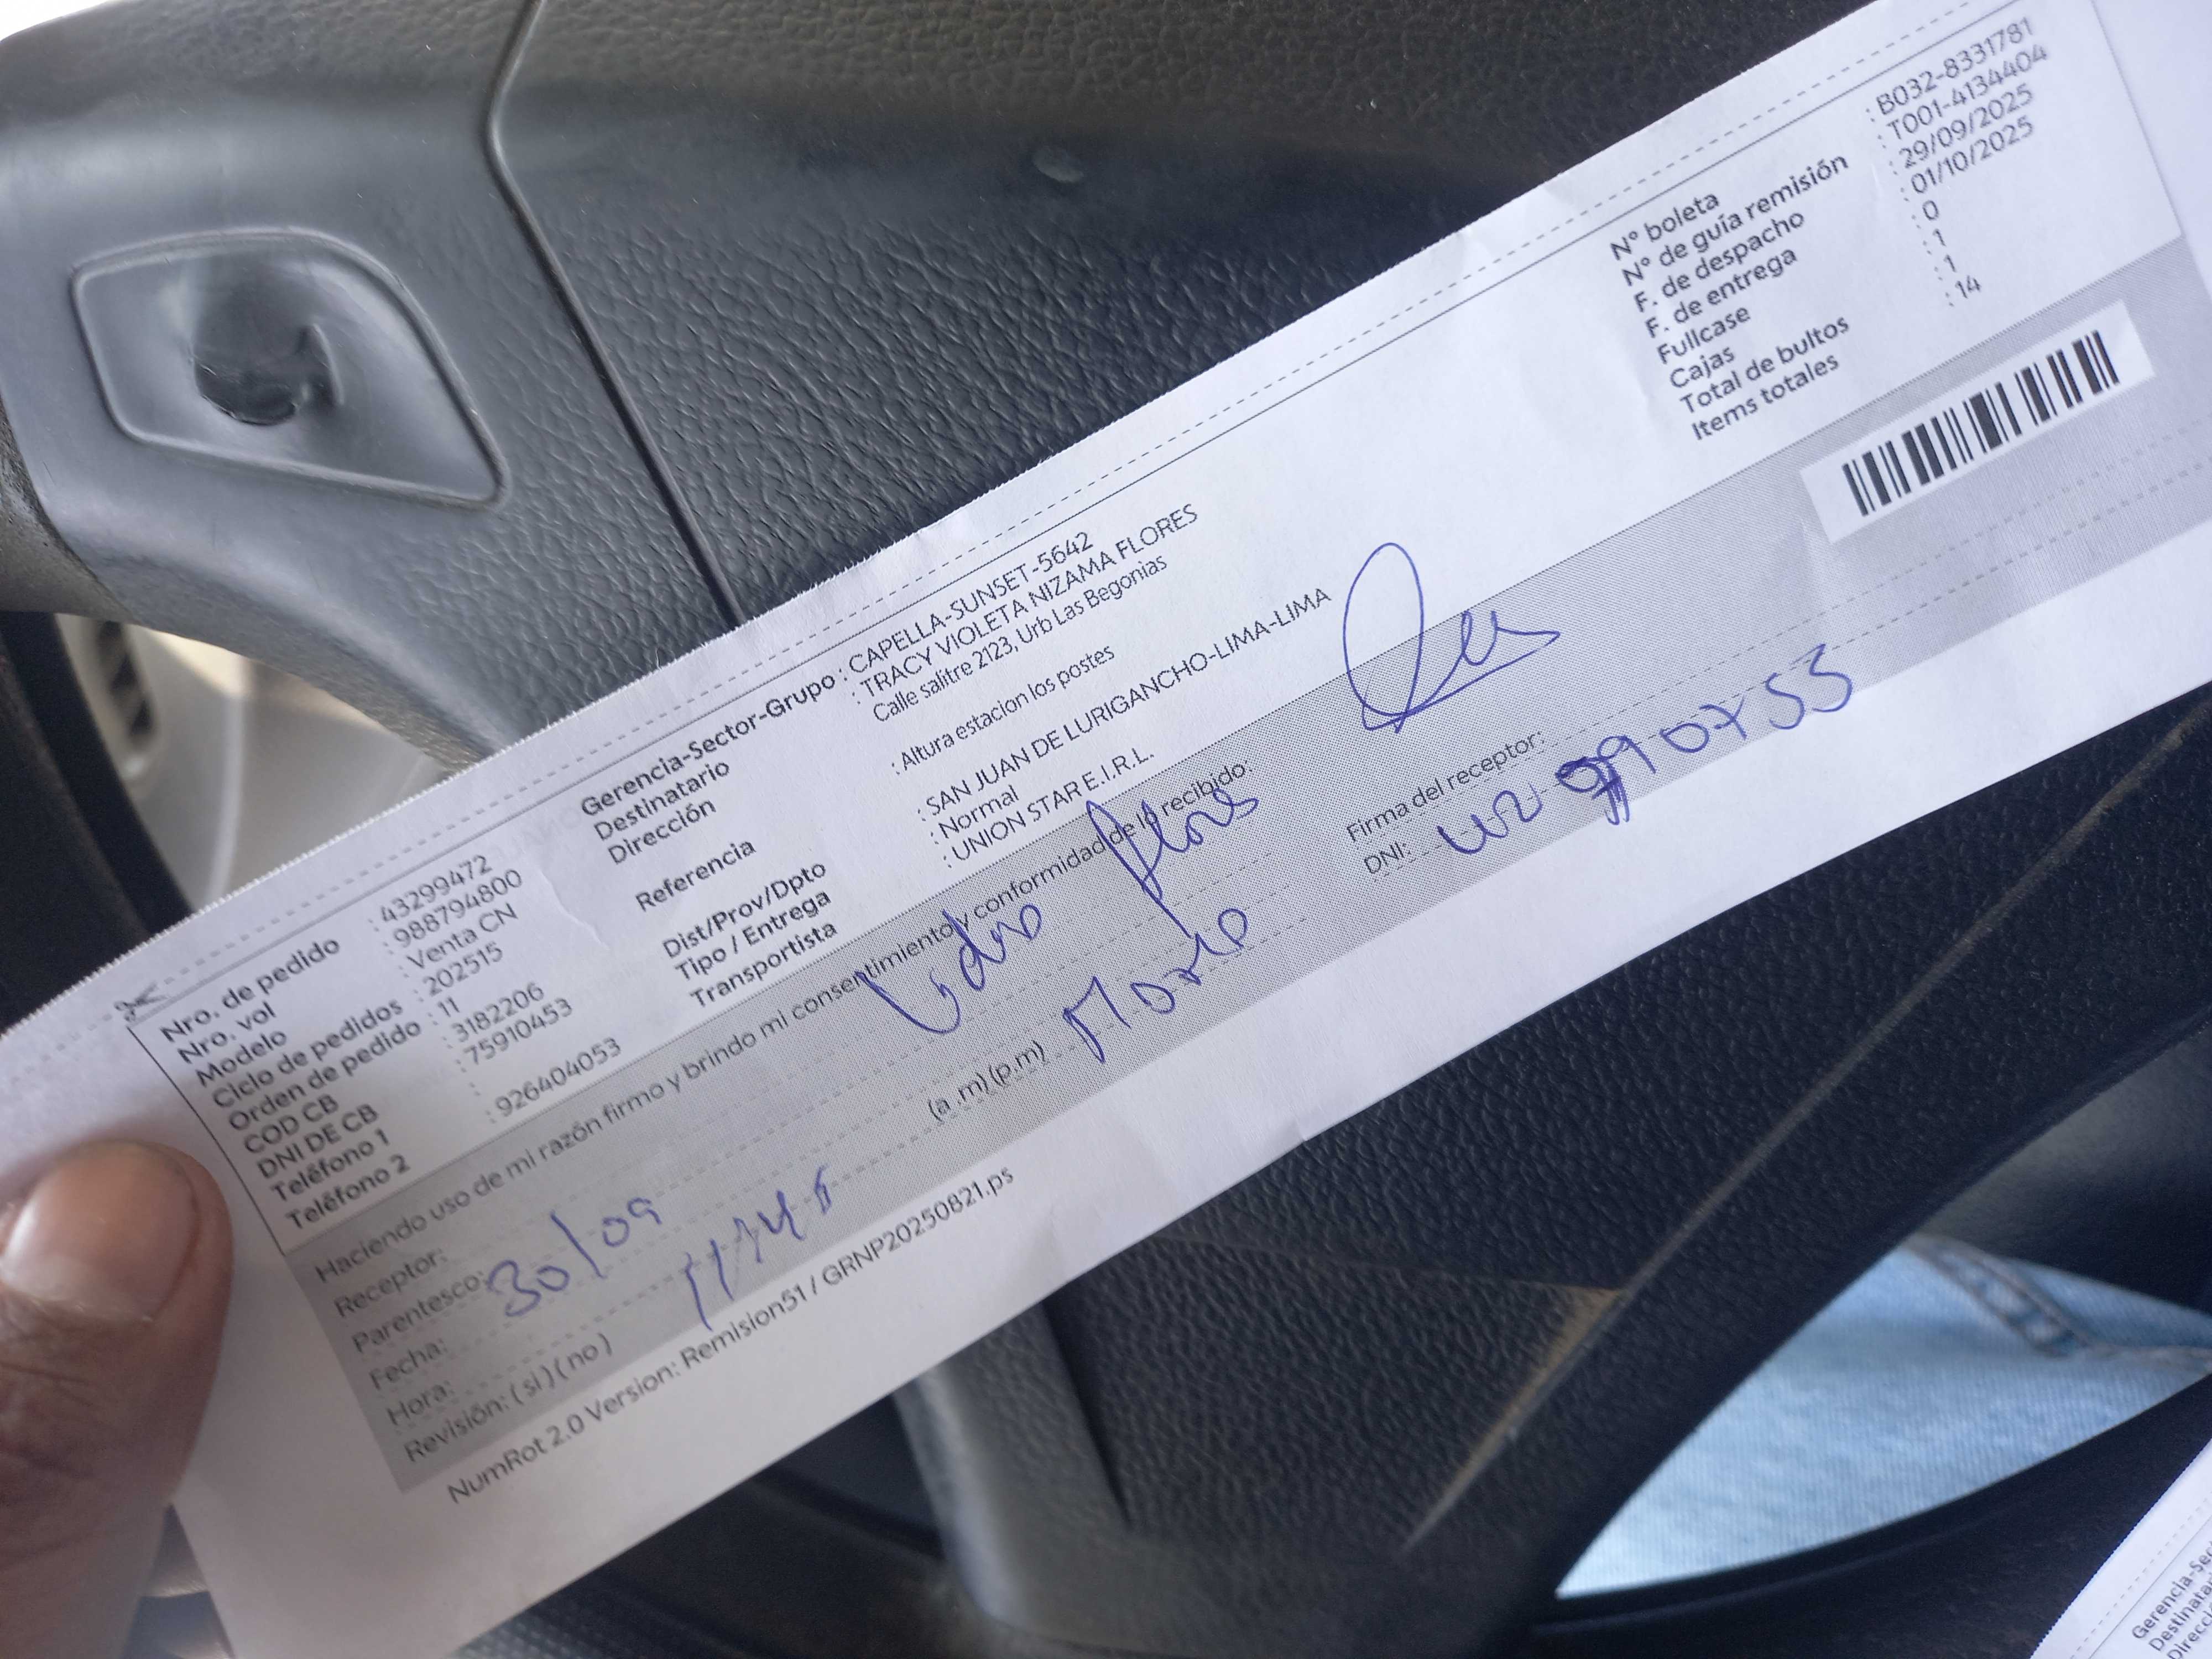 Nro. de pedido : 43299472
Nro. vol : 988794800
Modelo : Venta CN
Ciclo de pedidos : 202515
Orden de pedido : 11
COD CB : 3182206
DNI DE CB : 75910453
Teléfono 1 :
Teléfono 2 : 926404053
Gerencia-Sector-Grupo : CAPELLA-SUNSET-5642
Destinatario : TRACY VIOLETA NIZAMA FLORES
Dirección Calle salitre 2123, Urb Las Begonias
Referencia : Altura estacion los postes
Dist/Prov/Dpto : SAN JUAN DE LURIGANCHO-LIMA-LIMA
Tipo / Entrega : Normal
Transportista : UNION STAR E.I.R.L.
N° boleta : B032-8331781
N° de guía remisión : T001-4134404
F. de despacho : 29/09/2025
F. de entrega : 01/10/2025
Fullcase : 0
Cajas : 1
Total de bultos : 1
Items totales : 14
Haciendo uso de mi razón firmo y brindo mi consentimiento y conformidad de lo recibido:
Receptor: flores
Parentesco:
Fecha: 30/09
Hora: (a .m) (p.m)
Revisión: ( si ) ( no )
Firma del receptor:
DNI:
NumRot 2.0 Version: Remision51 / GRNP20250821.ps
Gerencia-Sec
Destinatar
Direcci